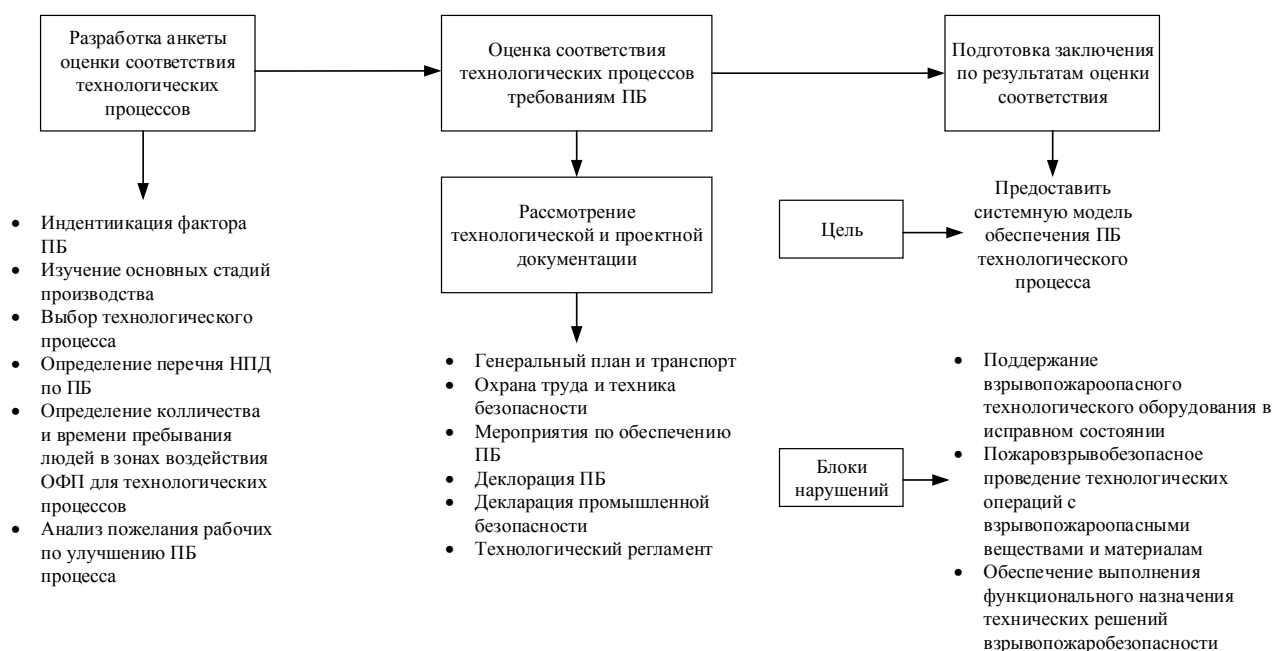 Разработка анкеты
оценки соответствия
технологических
процессов
Оценка соответствия
технологических процессов
требованиям ПБ
Подготовка заключения
по результатам оценки
соответствия
• Индентиикация фактора
ПБ
• Изучение основных стадий
производства
• Выбор технологического
процесса
• Определение перечня НПД
по ПБ
• Определение колличества
и времени пребывания
людей в зонах воздействия
ОФП для технологических
процессов
• Анализ пожелания рабочих
по улучшению ПБ
процесса
Рассмотрение
технологической и проектной
документации
• Генеральный план и транспорт
• Охрана труда и техника
безопасности
• Мероприятия по обеспечению
ПБ
• Деклорация ПБ
• Декларация промышленной
безопасности
• Технологический регламент
Цель
Предоставить
системную модель
обеспечения ПБ
технологического
процесса
Блоки
нарушений
• Поддержание
взрывопожароопасного
технологического оборудования в
исправном состоянии
• Пожаровзрывобезопасное
проведение технологических
операций с
взрывопожароопасными
веществами и материалам
• Обеспечение выполнения
функционального назначения
технических решений
взрывопожаробезопасности